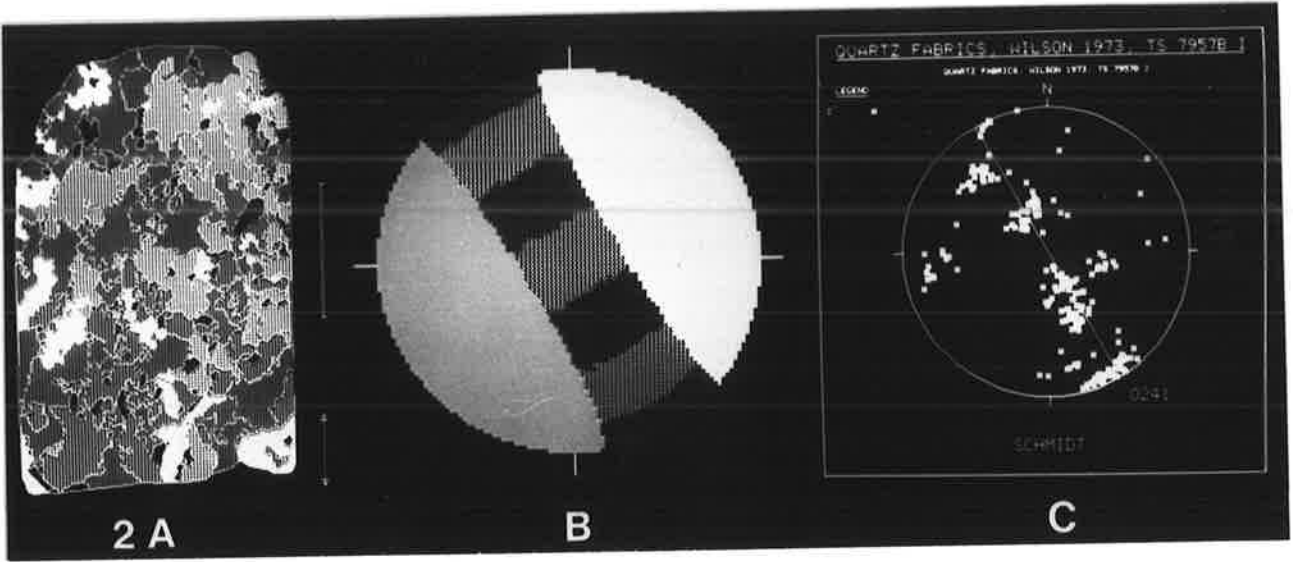 QUARTZ FABRICS, WILSON 1973, TS 7957B I
QUARTZ FABRICS, WILSON 1973, TS 7957B I
LEGEND
N
0241
SCHMIDT
2 A
B
C